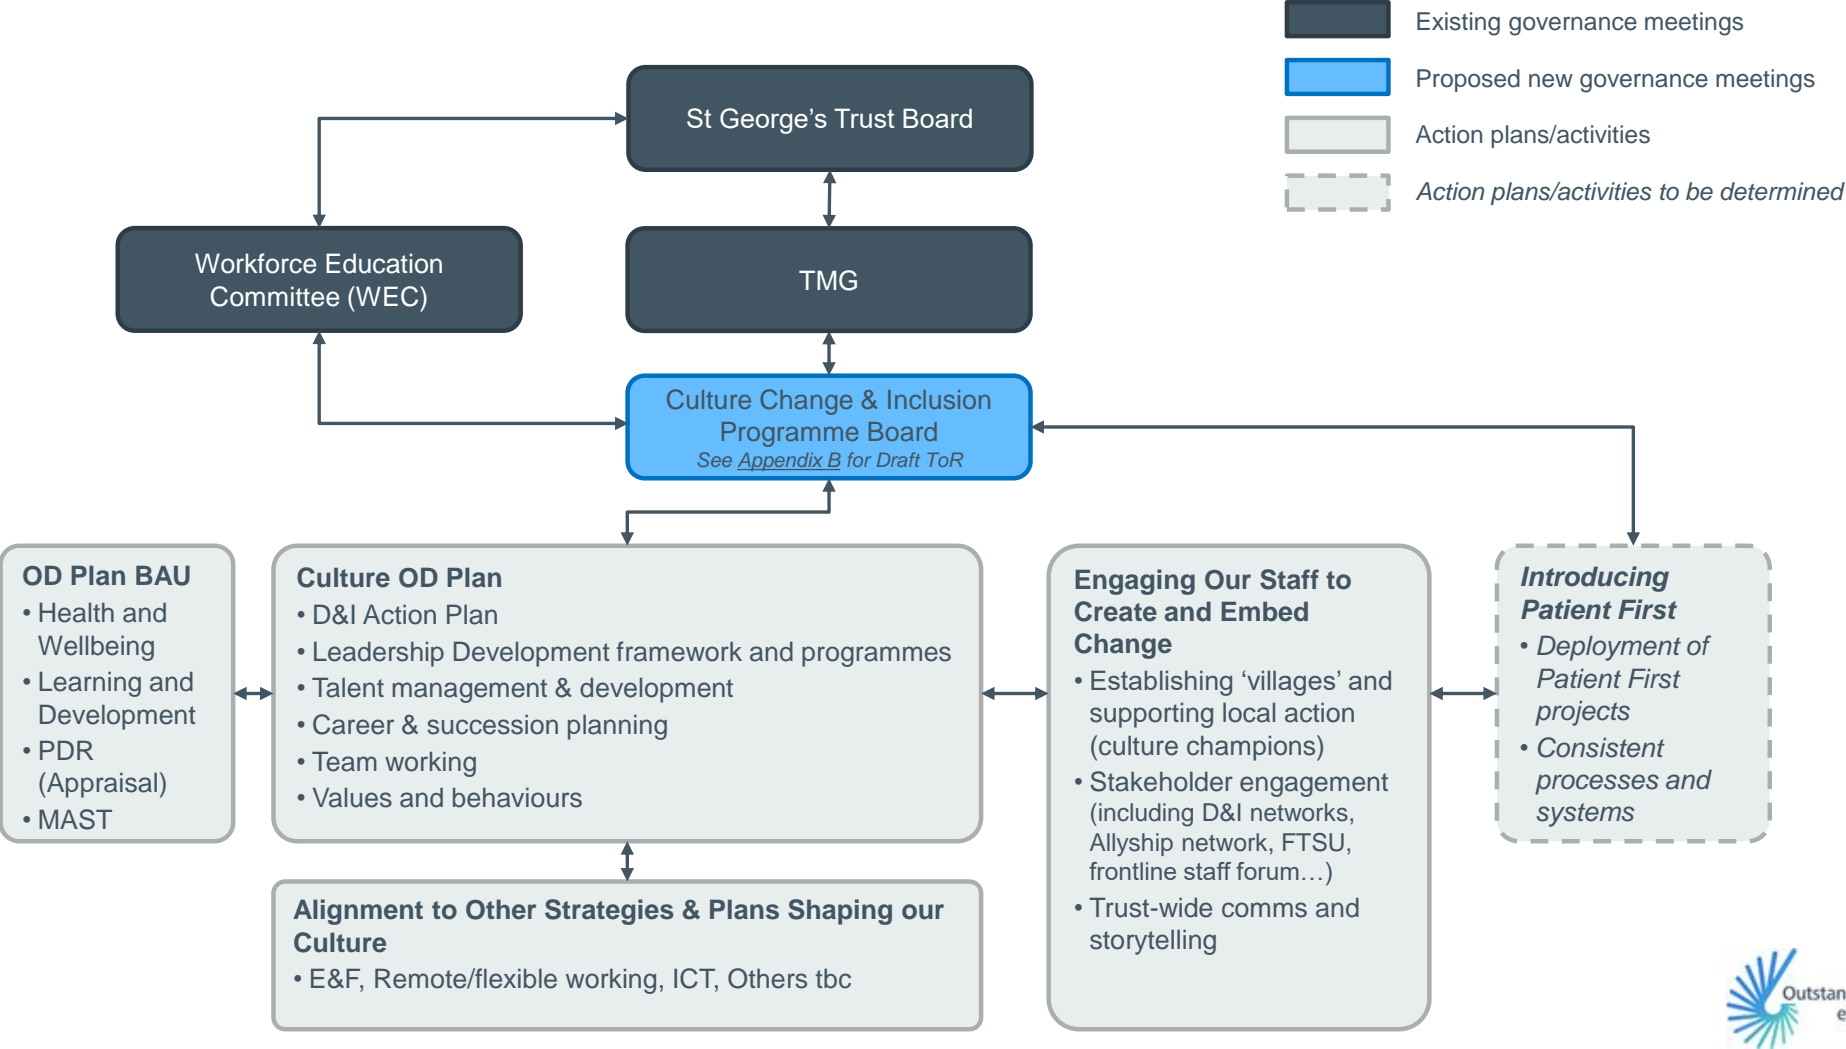 Existing governance meetings
Proposed new governance meetings
Action plans/activities
Action plans/activities to be determined
St George’s Trust Board
Workforce Education
Committee (WEC)
TMG
Culture Change & Inclusion
Programme Board
See Appendix B for Draft ToR
OD Plan BAU
• Health and
Wellbeing
• Learning and
Development
• PDR
(Appraisal)
• MAST
Culture OD Plan
• D&I Action Plan
• Leadership Development framework and programmes
• Talent management & development
• Career & succession planning
• Team working
• Values and behaviours
Alignment to Other Strategies & Plans Shaping our
Culture
• E&F, Remote/flexible working, ICT, Others tbc
Engaging Our Staff to
Create and Embed
Change
• Establishing ‘villages’ and
supporting local action
(culture champions)
• Stakeholder engagement
(including D&I networks,
Allyship network, FTSU,
frontline staff forum…)
• Trust-wide comms and
storytelling
Introducing
Patient First
• Deployment of
Patient First
projects
• Consistent
processes and
systems
Outstan
e